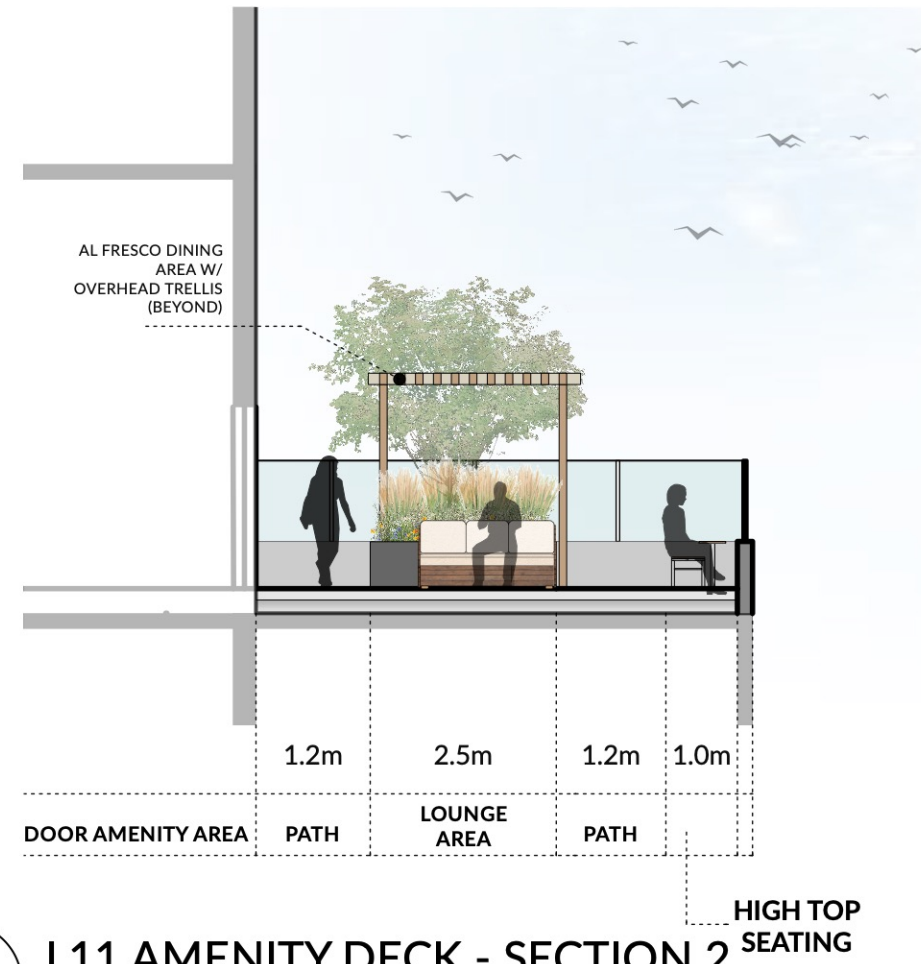 AL FRESCO DINING
AREA W/
OVERHEAD TRELLIS
(BEYOND)
1.2m
2.5m
1.2m
1.0m
DOOR AMENITY AREA
PATH
LOUNGE
AREA
PATH
HIGH TOP
SEATING
L11 AMENITY DECK - SECTION 2